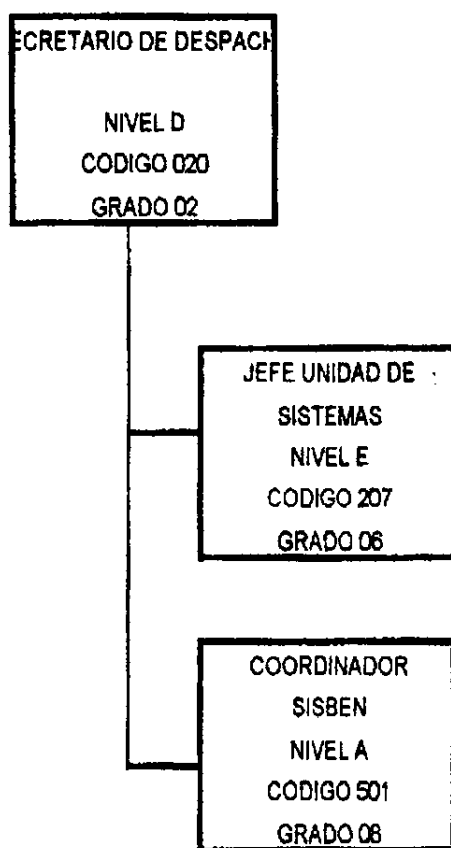 ECRETARIO DE DESPACH
NIVEL D
CODIGO 020
GRADO 02
JEFE UNIDAD DE
SISTEMAS
NIVEL E
CODIGO 207
GRADO 06
COORDINADOR
SISBEN
NIVEL A
CODIGO 501
GRADO 08